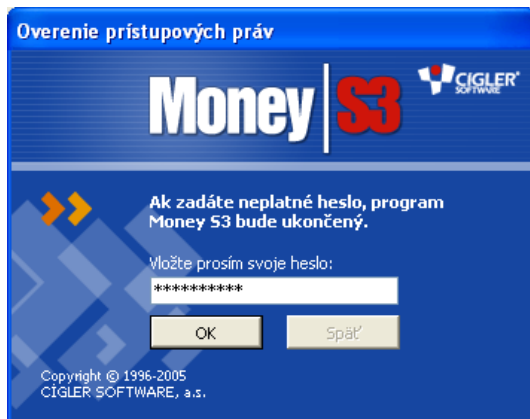 Overenie prístupových práv
Money S3
CIGLER
SOFTWARE
Ak zadáte neplatné heslo, program
Money S3 bude ukončený.
Vložte prosím svoje heslo:
**********
OK
Späť
Copyright © 1996-2005
CÍGLER SOFTWARE, a.s.